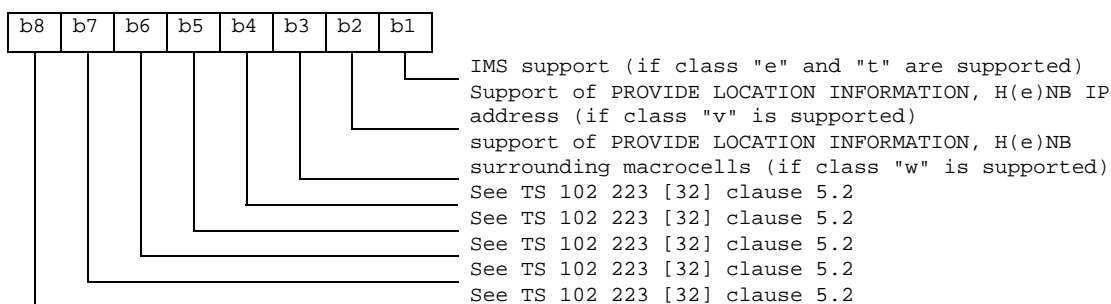 b8 b7 b6 b5 b4 b3 b2 b1
IMS support (if class "e" and "t" are supported)
Support of PROVIDE LOCATION INFORMATION, H(e)NB IP
address (if class "v" is supported)
support of PROVIDE LOCATION INFORMATION, H(e)NB
surrounding macrocells (if class "w" is supported)
See TS 102 223 [32] clause 5.2
See TS 102 223 [32] clause 5.2
See TS 102 223 [32] clause 5.2
See TS 102 223 [32] clause 5.2
See TS 102 223 [32] clause 5.2